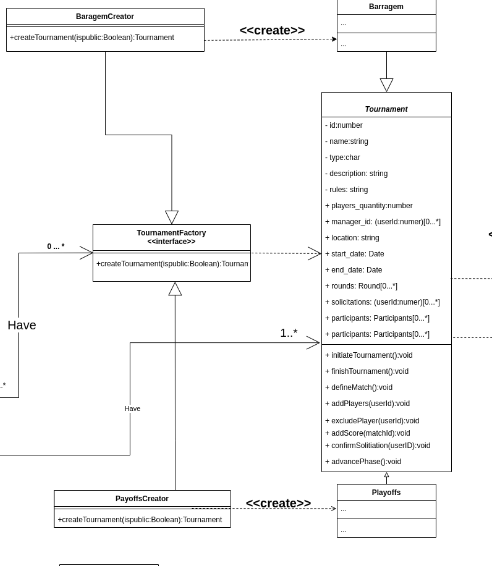 BaragemCreator
+createTournament(ispublic:Boolean):Tournament
<<create>>
Barragem
...
...
Tournament
- id:number
- name:string
- type:char
- description: string
- rules: string
+ players_quantity:number
+ manager_id: (userId:numer)[0...*]
+ location: string
+ start_date: Date
+ end_date: Date
+ rounds: Round[0...*]
+ solicitations: (userId:numer)[0...*]
+ participants: Participants[0...*]
+ participants: Participants[0...*]
+ initiateTournament():void
+ finishTournament():void
+ defineMatch():void
+ addPlayers(userId):void
+ excludePlayer(userId):void
+ addScore(matchId):void
+ confirmSolitiation(userID):void
+ advancePhase():void
TournamentFactory
<<interface>>
+createTournament(ispublic:Boolean):Tournan
0 ... *
Have
..*
1..*
Have
PayoffsCreator
+createTournament(ispublic:Boolean):Tournament
<<create>>
Playoffs
...
...